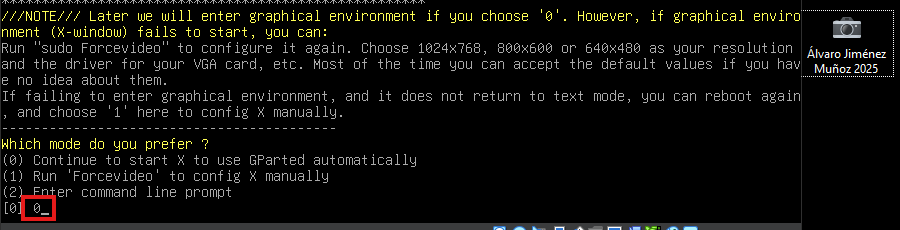 ****************************************************
///NOTE/// Later we will enter graphical environment if you choose '0'. However, if graphical enviro
nment (X-window) fails to start, you can:
Run "sudo Forcevideo" to configure it again. Choose 1024x768, 800x600 or 640x480 as your resolution
and the driver for your VGA card, etc. Most of the time you can accept the default values if you hav
e no idea about them.
If failing to enter graphical environment, and it does not return to text mode, you can reboot again
, and choose '1' here to config X manually.
------------------------------------------
Which mode do you prefer ?
(0) Continue to start X to use GParted automatically
(1) Run 'Forcevideo' to config X manually
(2) Enter command line prompt
[0] 0_
Álvaro Jiménez
Muñoz 2025